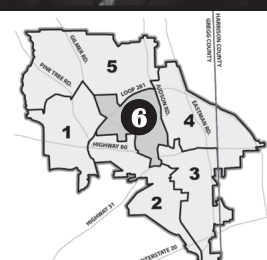 HARRISON COUNTY
GREGG COUNTY
GILMER RD.
PINE TREE RD.
5
LOOP 281
JUDSON RD.
6
EASTMAN RD.
1
4
HIGHWAY 80
3
2
HIGHWAY 31
INTERSTATE 20